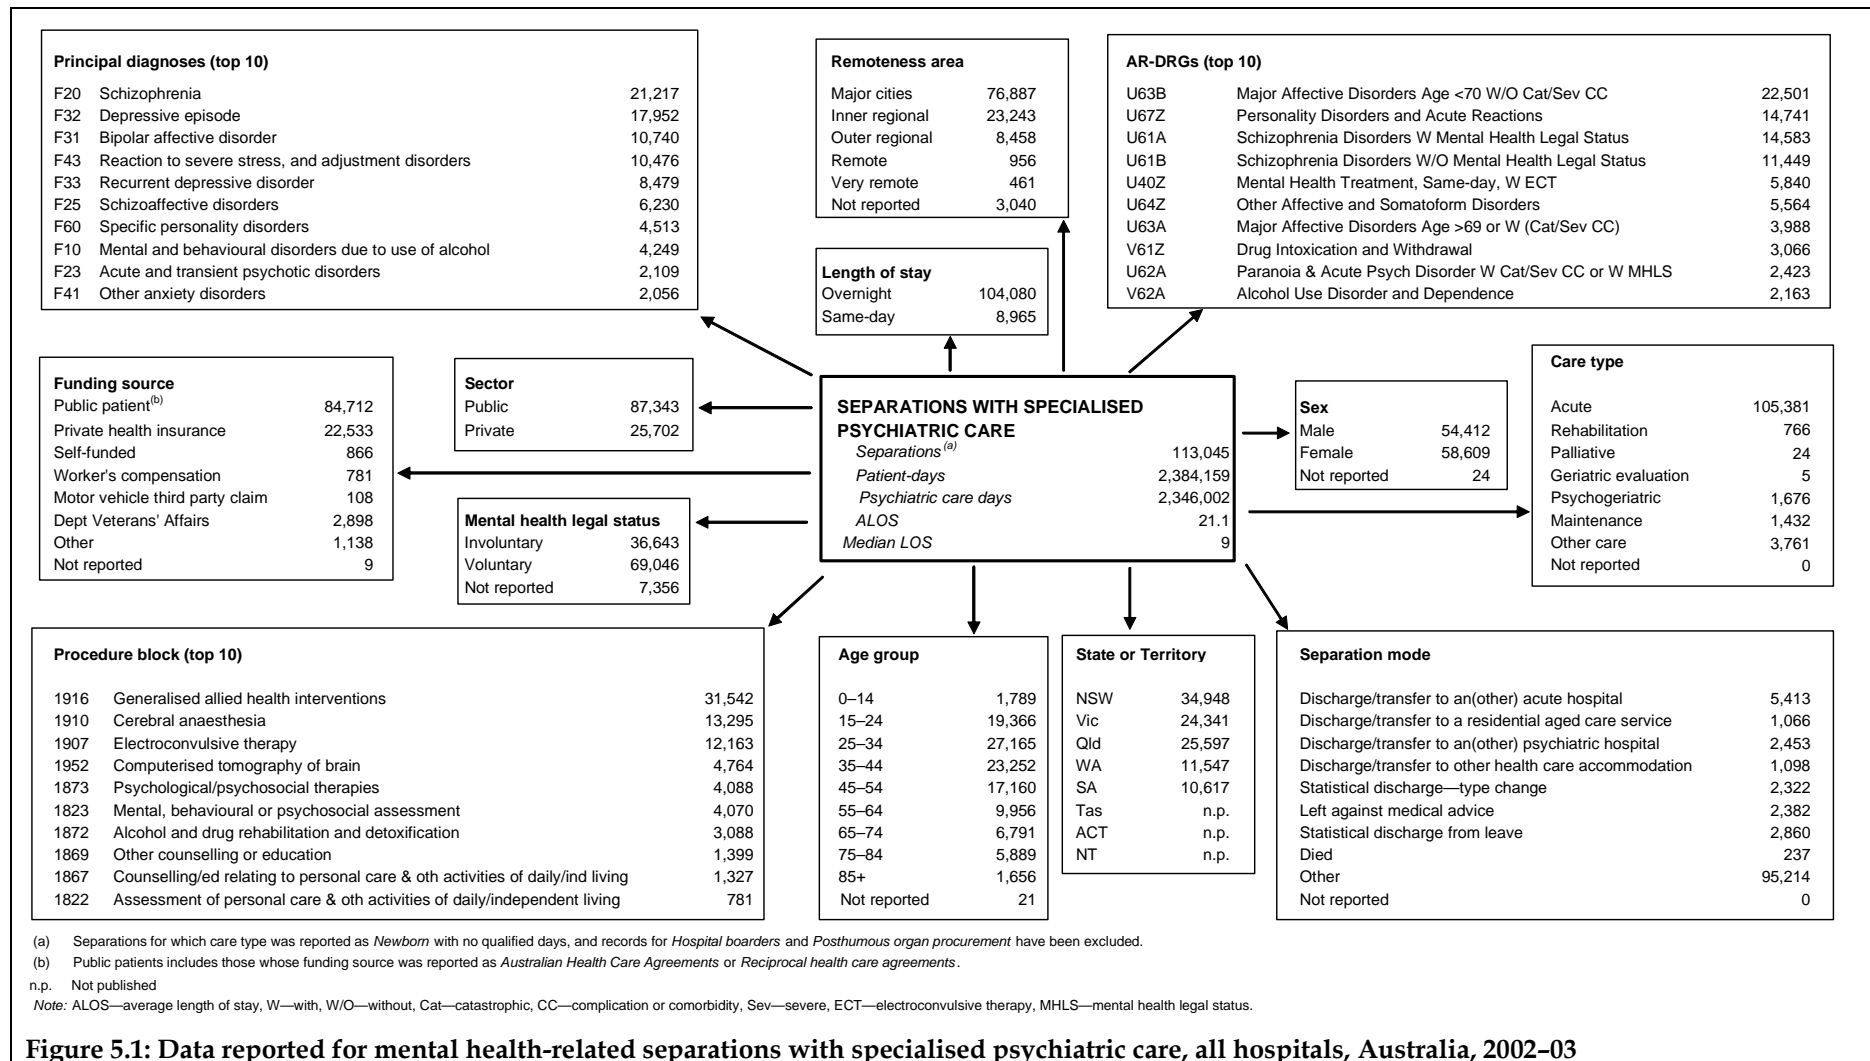 Principal diagnoses (top 10)
F20 Schizophrenia 21,217
F32 Depressive episode 17,952
F31 Bipolar affective disorder 10,740
F43 Reaction to severe stress, and adjustment disorders 10,476
F33 Recurrent depressive disorder 8,479
F25 Schizoaffective disorders 6,230
F60 Specific personality disorders 4,513
F10 Mental and behavioural disorders due to use of alcohol 4,249
F23 Acute and transient psychotic disorders 2,109
F41 Other anxiety disorders 2,056
Remoteness area
Major cities 76,887
Inner regional 23,243
Outer regional 8,458
Remote 956
Very remote 461
Not reported 3,040
AR-DRGs (top 10)
U63B Major Affective Disorders Age <70 W/O Cat/Sev CC 22,501
U67Z Personality Disorders and Acute Reactions 14,741
U61A Schizophrenia Disorders W Mental Health Legal Status 14,583
U61B Schizophrenia Disorders W/O Mental Health Legal Status 11,449
U40Z Mental Health Treatment, Same-day, W ECT 5,840
U64Z Other Affective and Somatoform Disorders 5,564
U63A Major Affective Disorders Age >69 or W (Cat/Sev CC) 3,988
V61Z Drug Intoxication and Withdrawal 3,066
U62A Paranoia & Acute Psych Disorder W Cat/Sev CC or W MHLS 2,423
V62A Alcohol Use Disorder and Dependence 2,163
Length of stay
Overnight 104,080
Same-day 8,965
Funding source
Public patient(b) 84,712
Private health insurance 22,533
Self-funded 866
Worker's compensation 781
Motor vehicle third party claim 108
Dept Veterans' Affairs 2,898
Other 1,138
Not reported 9
Sector
Public 87,343
Private 25,702
Mental health legal status
Involuntary 36,643
Voluntary 69,046
Not reported 7,356
SEPARATIONS WITH SPECIALISED
PSYCHIATRIC CARE
Separations(a) 113,045
Patient-days 2,384,159
Psychiatric care days 2,346,002
ALOS 21.1
Median LOS 9
Sex
Male 54,412
Female 58,609
Not reported 24
Care type
Acute 105,381
Rehabilitation 766
Palliative 24
Geriatric evaluation 5
Psychogeriatric 1,676
Maintenance 1,432
Other care 3,761
Not reported 0
Procedure block (top 10)
1916 Generalised allied health interventions 31,542
1910 Cerebral anaesthesia 13,295
1907 Electroconvulsive therapy 12,163
1952 Computerised tomography of brain 4,764
1873 Psychological/psychosocial therapies 4,088
1823 Mental, behavioural or psychosocial assessment 4,070
1872 Alcohol and drug rehabilitation and detoxification 3,088
1869 Other counselling or education 1,399
1867 Counselling/ed relating to personal care & oth activities of daily/ind living 1,327
1822 Assessment of personal care & oth activities of daily/independent living 781
Age group
0–14 1,789
15–24 19,366
25–34 27,165
35–44 23,252
45–54 17,160
55–64 9,956
65–74 6,791
75–84 5,889
85+ 1,656
Not reported 21
State or Territory
NSW 34,948
Vic 24,341
Qld 25,597
WA 11,547
SA 10,617
Tas n.p.
ACT n.p.
NT n.p.
Separation mode
Discharge/transfer to an(other) acute hospital 5,413
Discharge/transfer to a residential aged care service 1,066
Discharge/transfer to an(other) psychiatric hospital 2,453
Discharge/transfer to other health care accommodation 1,098
Statistical discharge—type change 2,322
Left against medical advice 2,382
Statistical discharge from leave 2,860
Died 237
Other 95,214
Not reported 0
(a) Separations for which care type was reported as Newborn with no qualified days, and records for Hospital boarders and Posthumous organ procurement have been excluded.
(b) Public patients includes those whose funding source was reported as Australian Health Care Agreements or Reciprocal health care agreements.
n.p. Not published
Note: ALOS—average length of stay, W—with, W/O—without, Cat—catastrophic, CC—complication or comorbidity, Sev—severe, ECT—electroconvulsive therapy, MHLS—mental health legal status.
Figure 5.1: Data reported for mental health-related separations with specialised psychiatric care, all hospitals, Australia, 2002–03